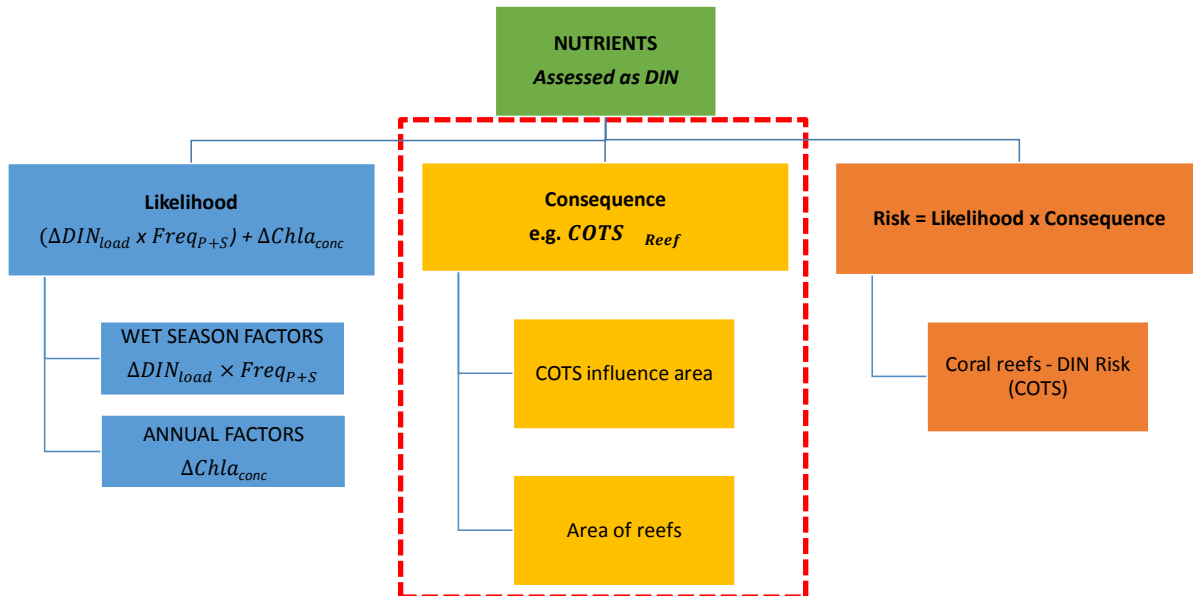 NUTRIENTS
Assessed as DIN
Likelihood
(ΔDIN_load x Freq_P+S) + ΔChla_conc
WET SEASON FACTORS
ΔDIN_load × Freq_P+S
ANNUAL FACTORS
ΔChla_conc
Consequence
e.g. COTS Reef
COTS influence area
Area of reefs
Risk = Likelihood x Consequence
Coral reefs - DIN Risk
(COTS)